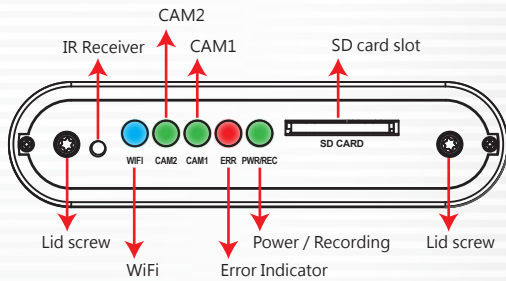 CAM2
IR Receiver
CAM1
SD card slot
SD CARD
WIFI
CAM2
CAM1
ERR
PWR/REC
Lid screw
Power / Recording
Lid screw
WiFi
Error Indicator